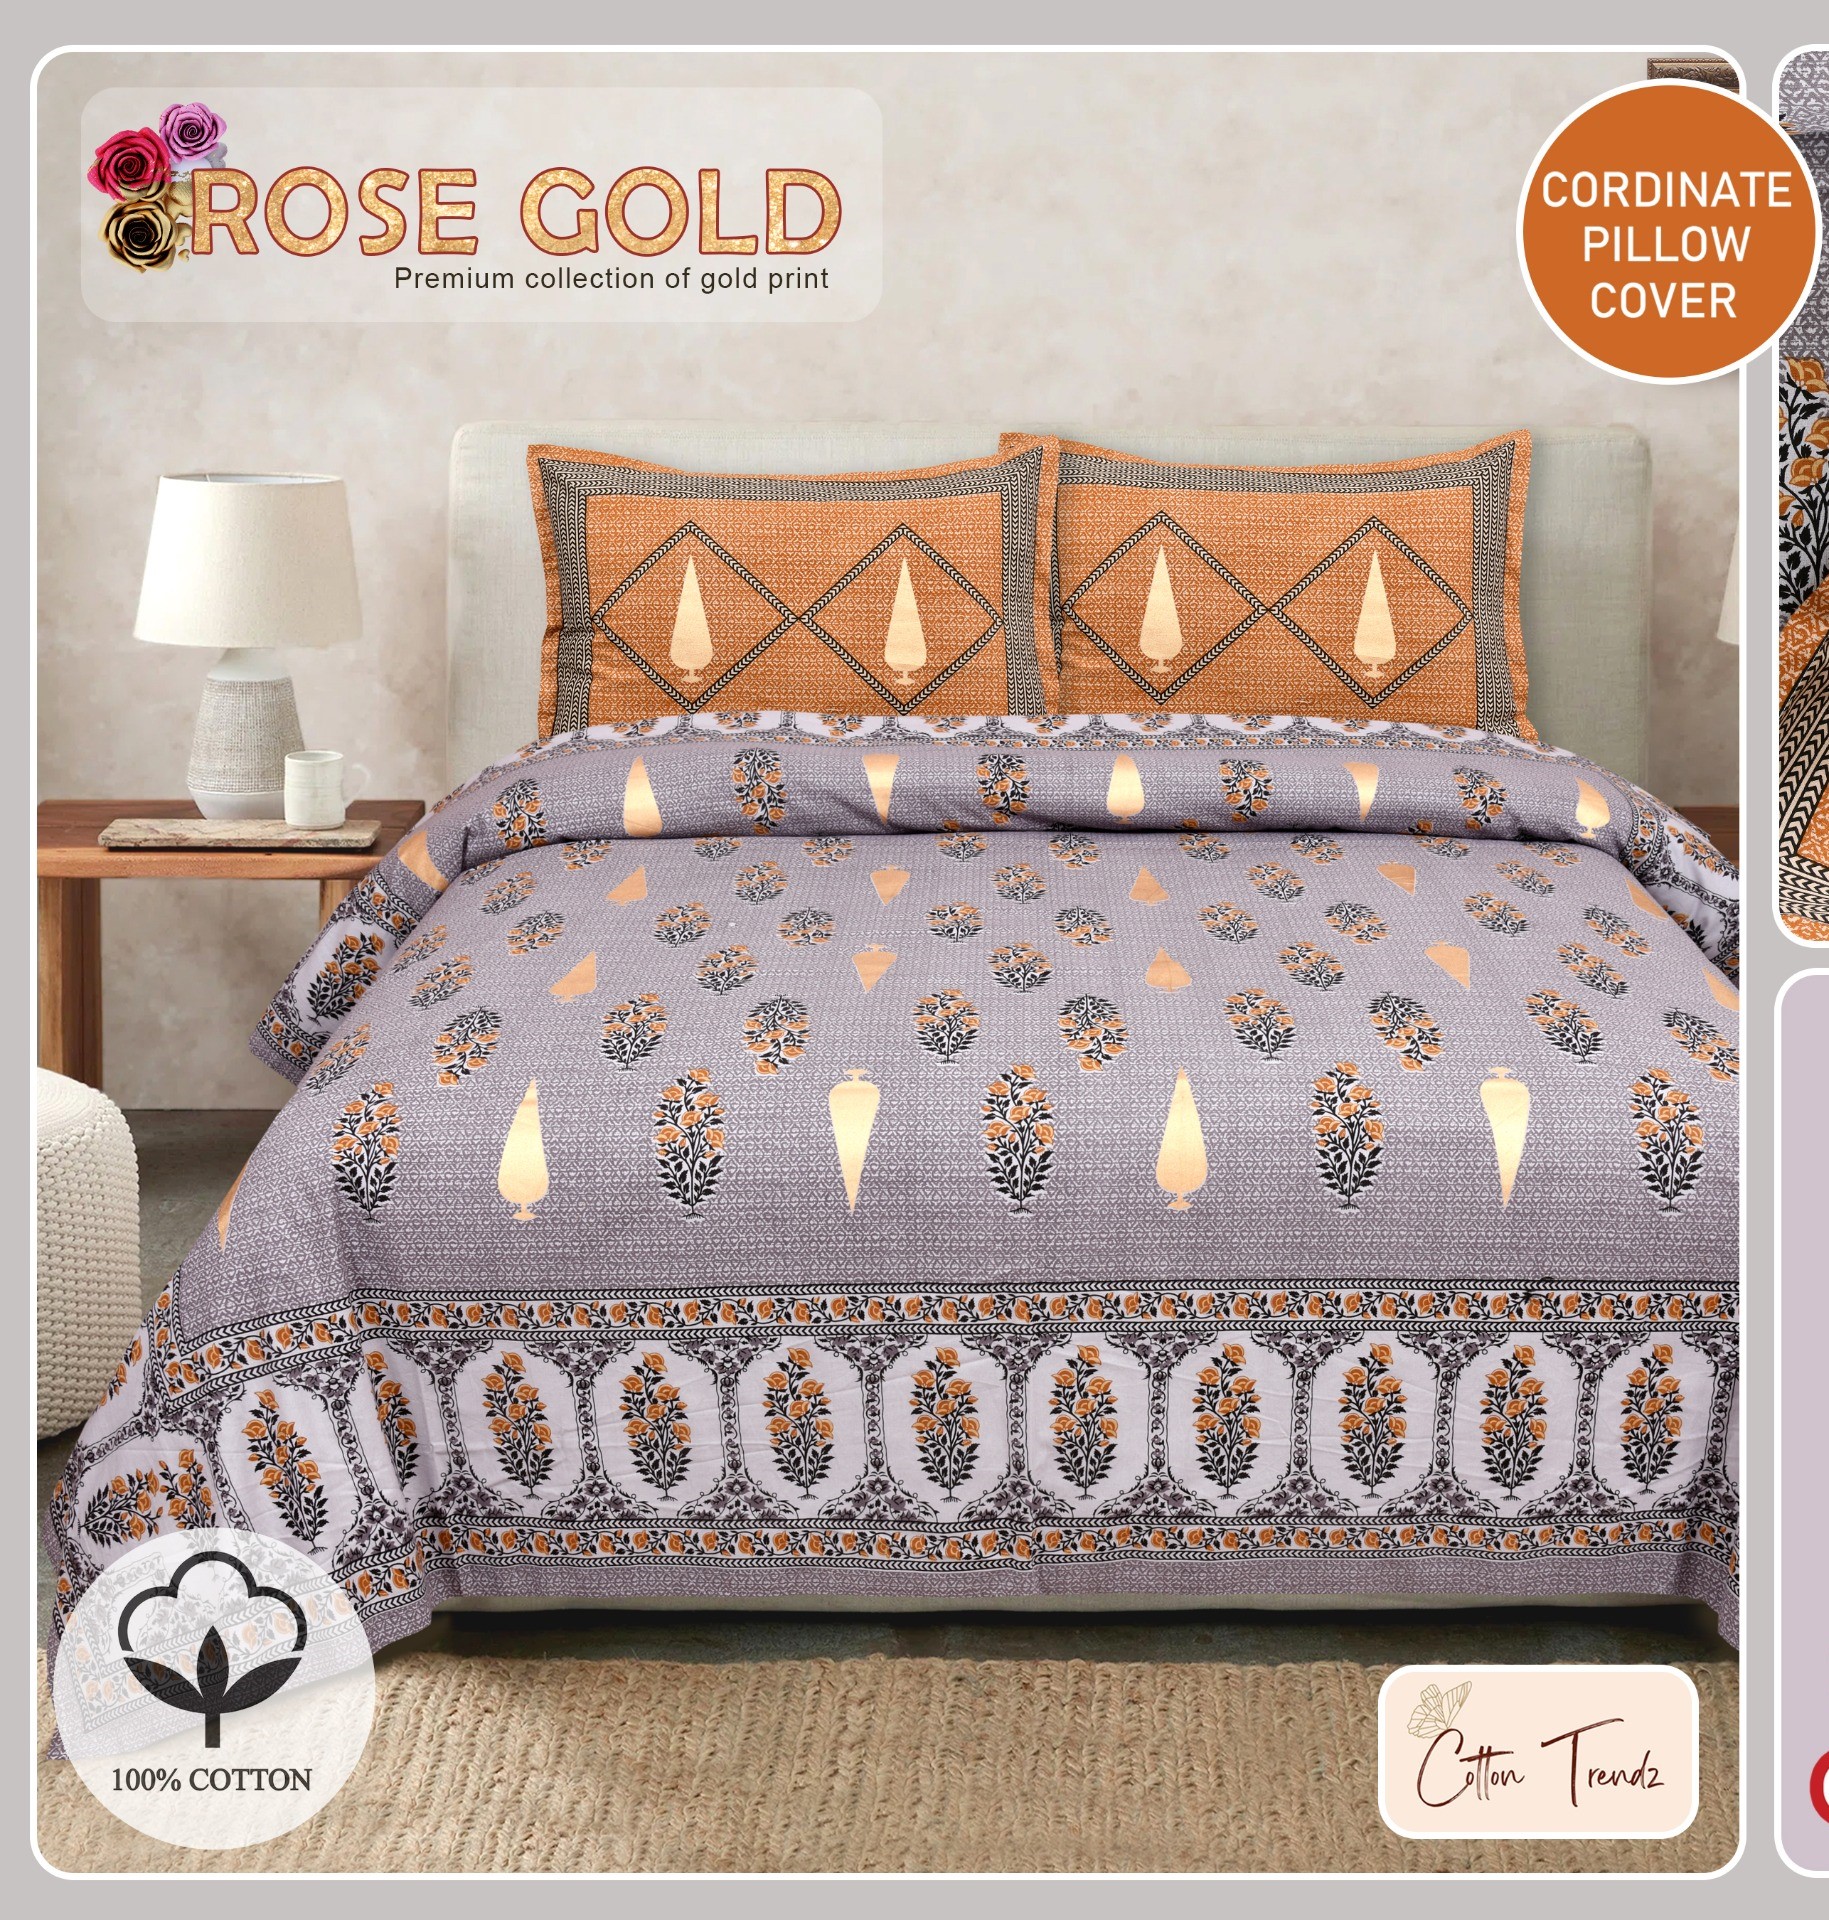 ROSE GOLD
Premium collection of gold print
CORDINATE
PILLOW
COVER
100% COTTON
Cotton Trendz